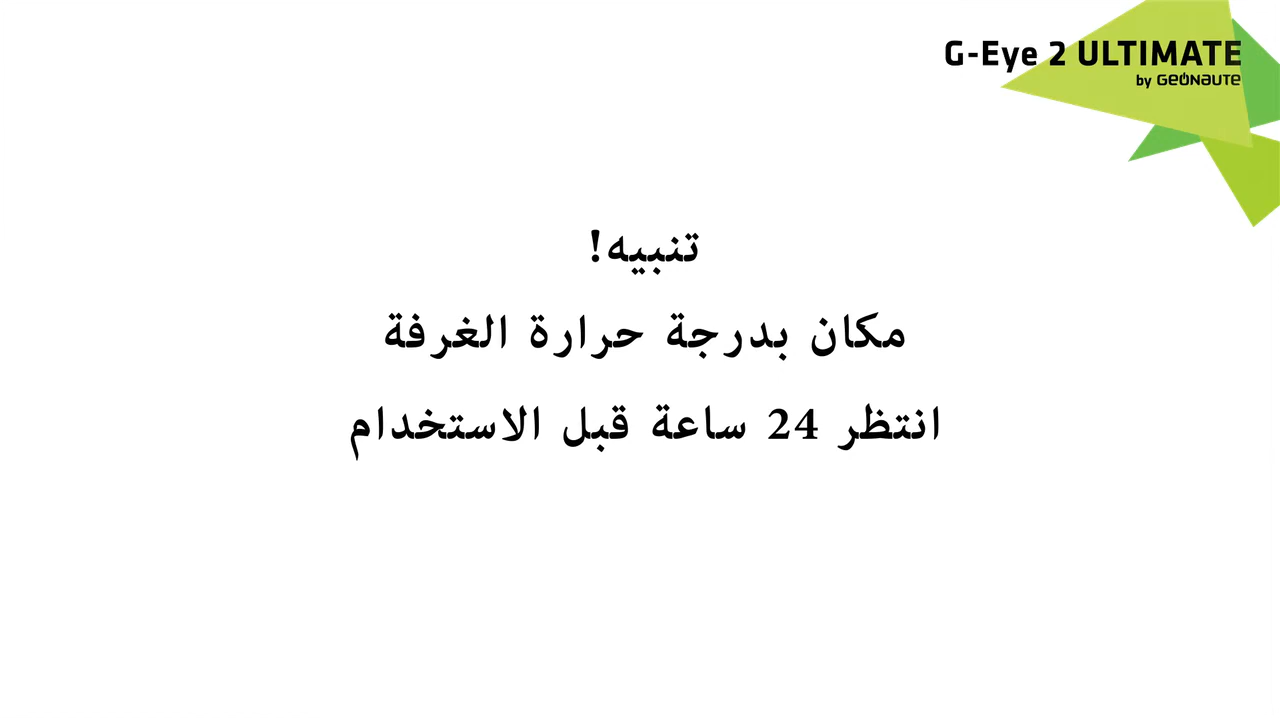 G-Eye 2 ULTIMATE
by GEONAUTE
تنبيه!
مكان بدرجة حرارة الغرفة
انتظر 24 ساعة قبل الاستخدام